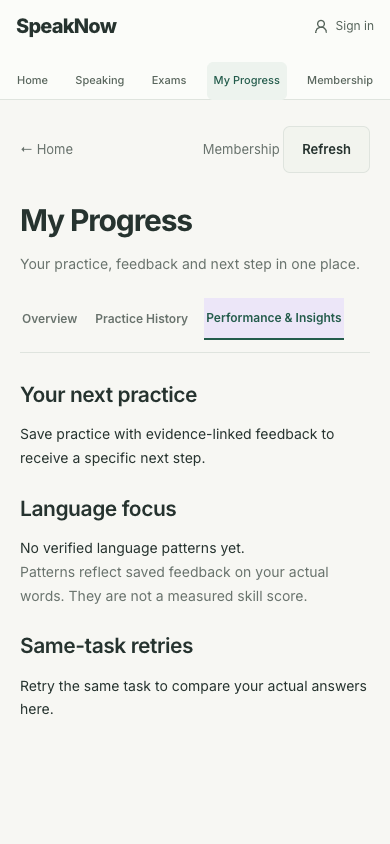 SpeakNow
Sign in
Home Speaking Exams My Progress Membership
← Home Membership Refresh
My Progress
Your practice, feedback and next step in one place.
Overview Practice History Performance & Insights
Your next practice
Save practice with evidence-linked feedback to
receive a specific next step.
Language focus
No verified language patterns yet.
Patterns reflect saved feedback on your actual
words. They are not a measured skill score.
Same-task retries
Retry the same task to compare your actual answers
here.